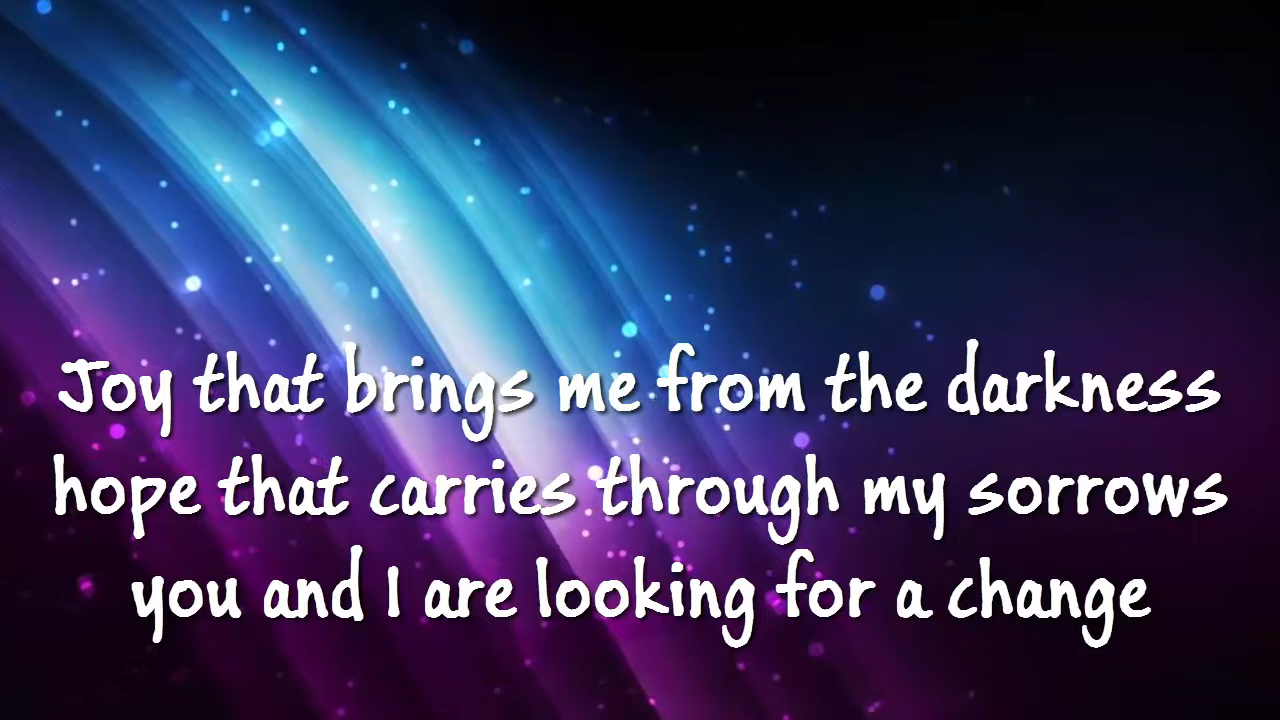 Joy that brings me from the darkness
hope that carries through my sorrows
you and I are looking for a change